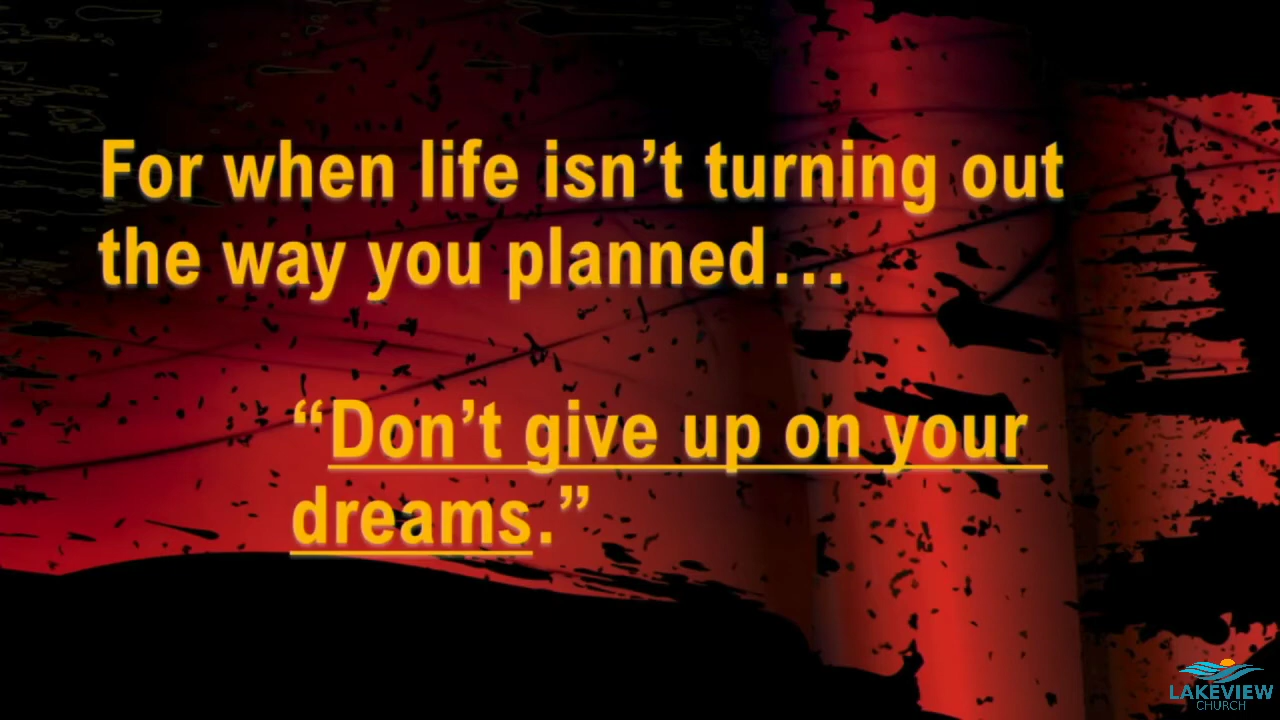 For when life isn’t turning out
the way you planned…
“Don’t give up on your
dreams.”
LAKEVIEW
CHURCH